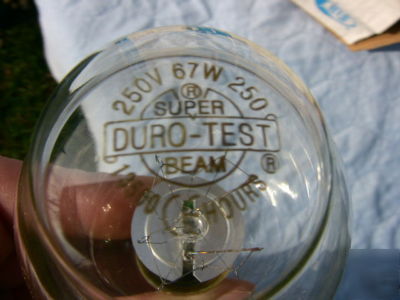 250V 67W 250
®
SUPER
DURO-TEST
BEAM ®
HOURS